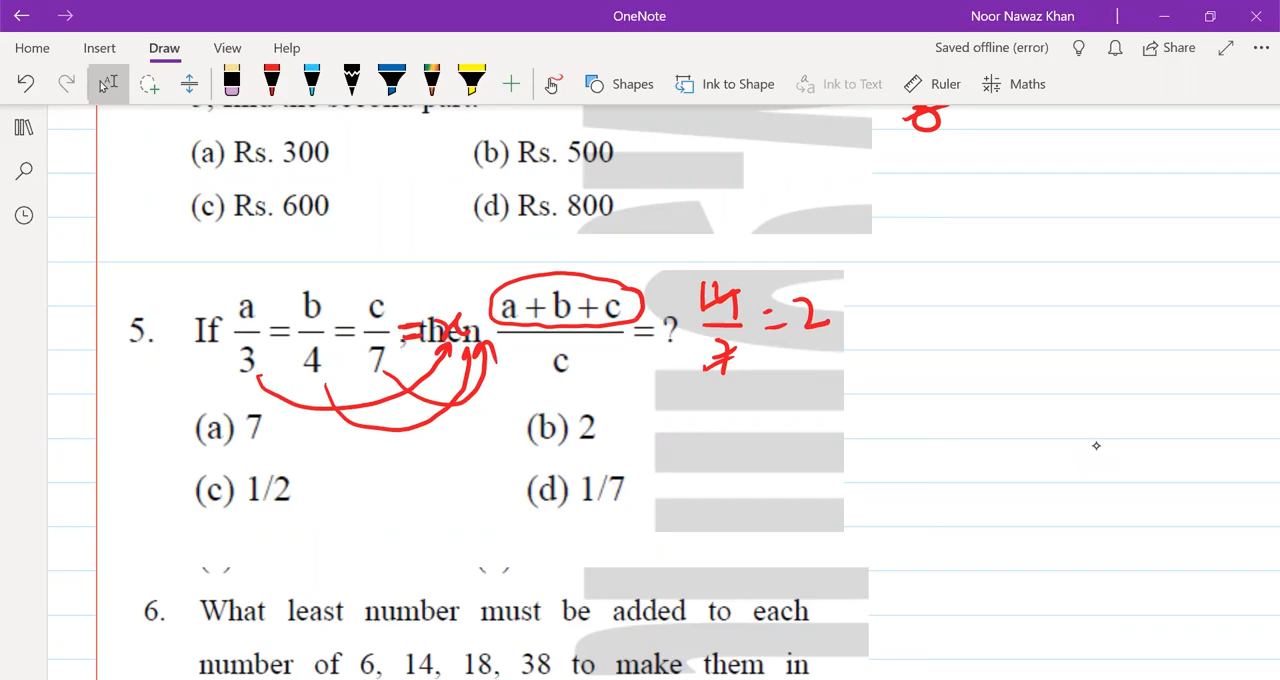 OneNote
Noor Nawaz Khan
Home Insert Draw View Help
Saved offline (error)
Share
Shapes
Ink to Shape
Ink to Text
Ruler
Maths
(a) Rs. 300 (b) Rs. 500
(c) Rs. 600 (d) Rs. 800
5. If a/3 = b/4 = c/7 = x, then (a+b+c)/c = ? 14/7 = 2
(a) 7 (b) 2
(c) 1/2 (d) 1/7
6. What least number must be added to each
number of 6, 14, 18, 38 to make them in